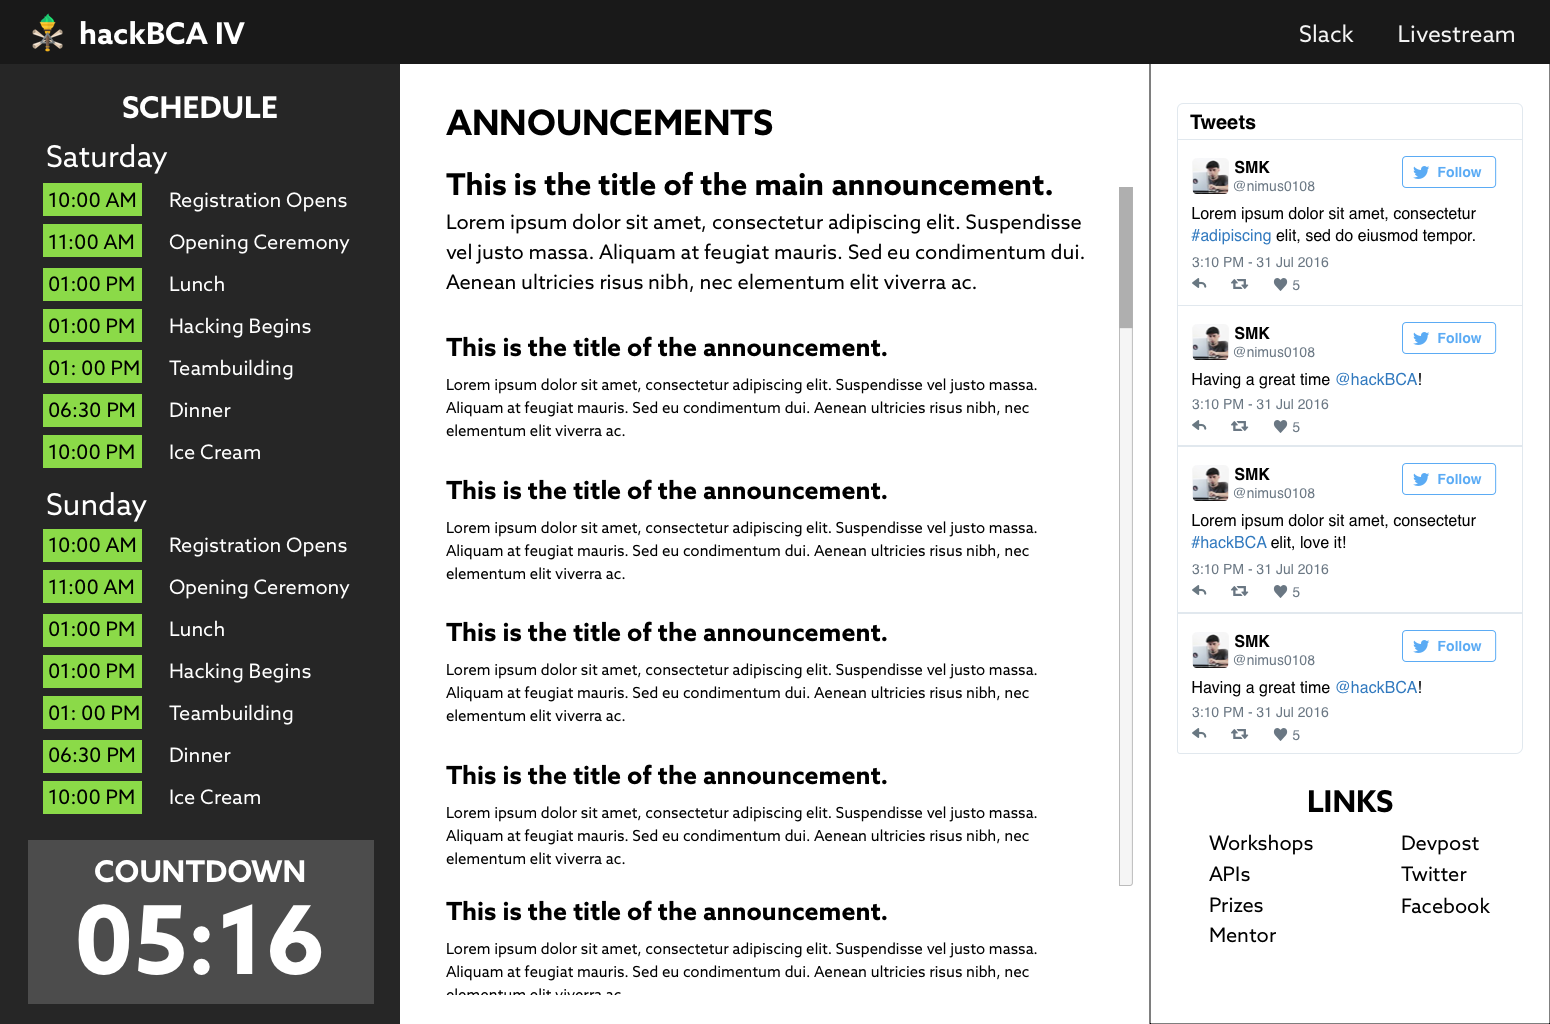 hackBCA IV
Slack
Livestream
SCHEDULE
Saturday
10:00 AM Registration Opens
11:00 AM Opening Ceremony
01:00 PM Lunch
01:00 PM Hacking Begins
01: 00 PM Teambuilding
06:30 PM Dinner
10:00 PM Ice Cream
Sunday
10:00 AM Registration Opens
11:00 AM Opening Ceremony
01:00 PM Lunch
01:00 PM Hacking Begins
01: 00 PM Teambuilding
06:30 PM Dinner
10:00 PM Ice Cream
COUNTDOWN
05:16
ANNOUNCEMENTS
This is the title of the main announcement.
Lorem ipsum dolor sit amet, consectetur adipiscing elit. Suspendisse
vel justo massa. Aliquam at feugiat mauris. Sed eu condimentum dui.
Aenean ultricies risus nibh, nec elementum elit viverra ac.
This is the title of the announcement.
Lorem ipsum dolor sit amet, consectetur adipiscing elit. Suspendisse vel justo massa.
Aliquam at feugiat mauris. Sed eu condimentum dui. Aenean ultricies risus nibh, nec
elementum elit viverra ac.
This is the title of the announcement.
Lorem ipsum dolor sit amet, consectetur adipiscing elit. Suspendisse vel justo massa.
Aliquam at feugiat mauris. Sed eu condimentum dui. Aenean ultricies risus nibh, nec
elementum elit viverra ac.
This is the title of the announcement.
Lorem ipsum dolor sit amet, consectetur adipiscing elit. Suspendisse vel justo massa.
Aliquam at feugiat mauris. Sed eu condimentum dui. Aenean ultricies risus nibh, nec
elementum elit viverra ac.
This is the title of the announcement.
Lorem ipsum dolor sit amet, consectetur adipiscing elit. Suspendisse vel justo massa.
Aliquam at feugiat mauris. Sed eu condimentum dui. Aenean ultricies risus nibh, nec
elementum elit viverra ac.
This is the title of the announcement.
Lorem ipsum dolor sit amet, consectetur adipiscing elit. Suspendisse vel justo massa.
Aliquam at feugiat mauris. Sed eu condimentum dui. Aenean ultricies risus nibh, nec
elementum elit viverra ac.
Tweets
SMK
@nimus0108
Follow
Lorem ipsum dolor sit amet, consectetur
#adipiscing elit, sed do eiusmod tempor.
3:10 PM - 31 Jul 2016
5
SMK
@nimus0108
Follow
Having a great time @hackBCA!
3:10 PM - 31 Jul 2016
5
SMK
@nimus0108
Follow
Lorem ipsum dolor sit amet, consectetur
#hackBCA elit, love it!
3:10 PM - 31 Jul 2016
5
SMK
@nimus0108
Follow
Having a great time @hackBCA!
3:10 PM - 31 Jul 2016
5
LINKS
Workshops
APIs
Prizes
Mentor
Devpost
Twitter
Facebook